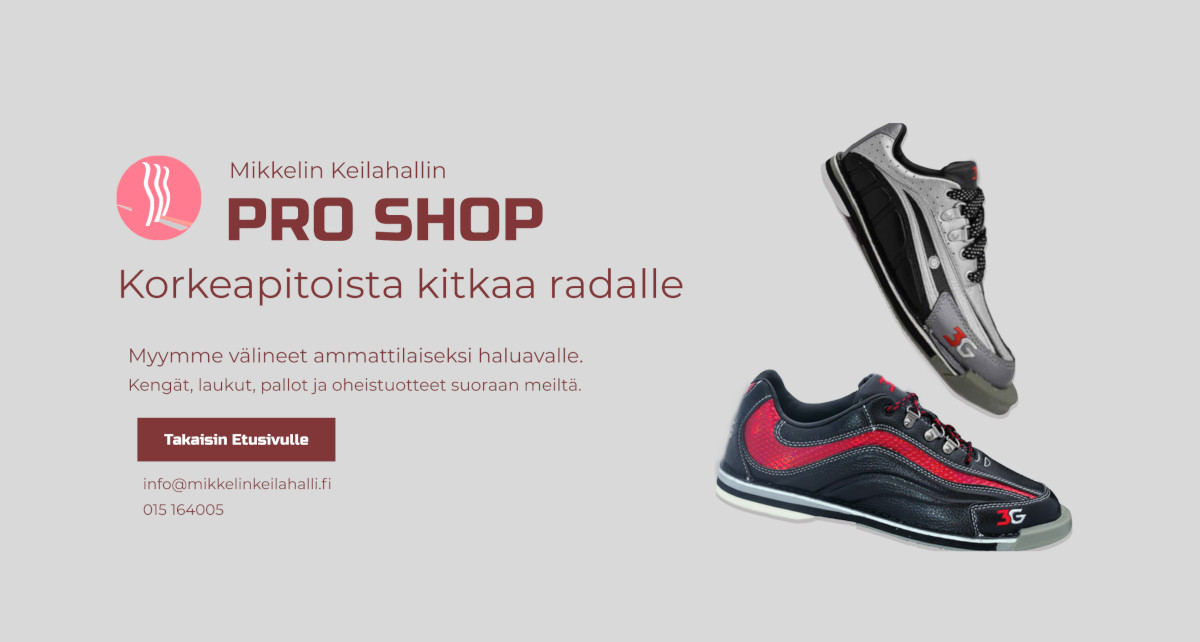 Mikkelin Keilahallin
PRO SHOP
Korkeapitoista kitkaa radalle
Myymme välineet ammattilaiseksi haluavalle.
Kengät, laukut, pallot ja oheistuotteet suoraan meiltä.
Takaisin Etusivulle
info@mikkelinkeilahalli.fi
015 164005
3G
3G